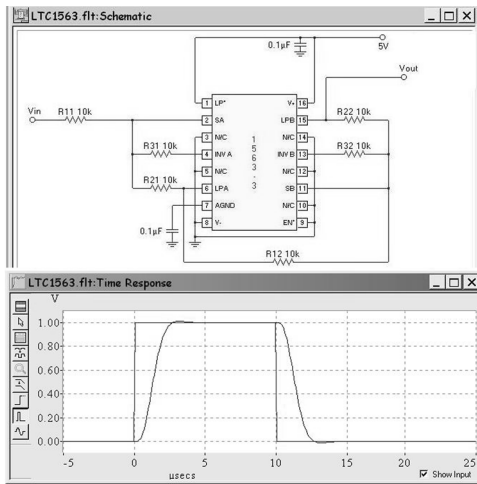 LTC1563.flt:Schematic
0.1µF
5V
Vout
1 LP* V+ 16
Vin
R11 10k
2 SA LPB 15
R22 10k
3 N/C N/C 14
R31 10k
4 INV A INV B 13
R32 10k
5 N/C N/C 12
1563-3
R21 10k
6 LPA SB 11
7 AGND N/C 10
0.1µF
8 V- EN* 9
R12 10k
LTC1563.flt:Time Response
V
1.00
0.80
0.60
0.40
0.20
0.00
-5 0 5 10 15 20 25
µsecs
Show Input